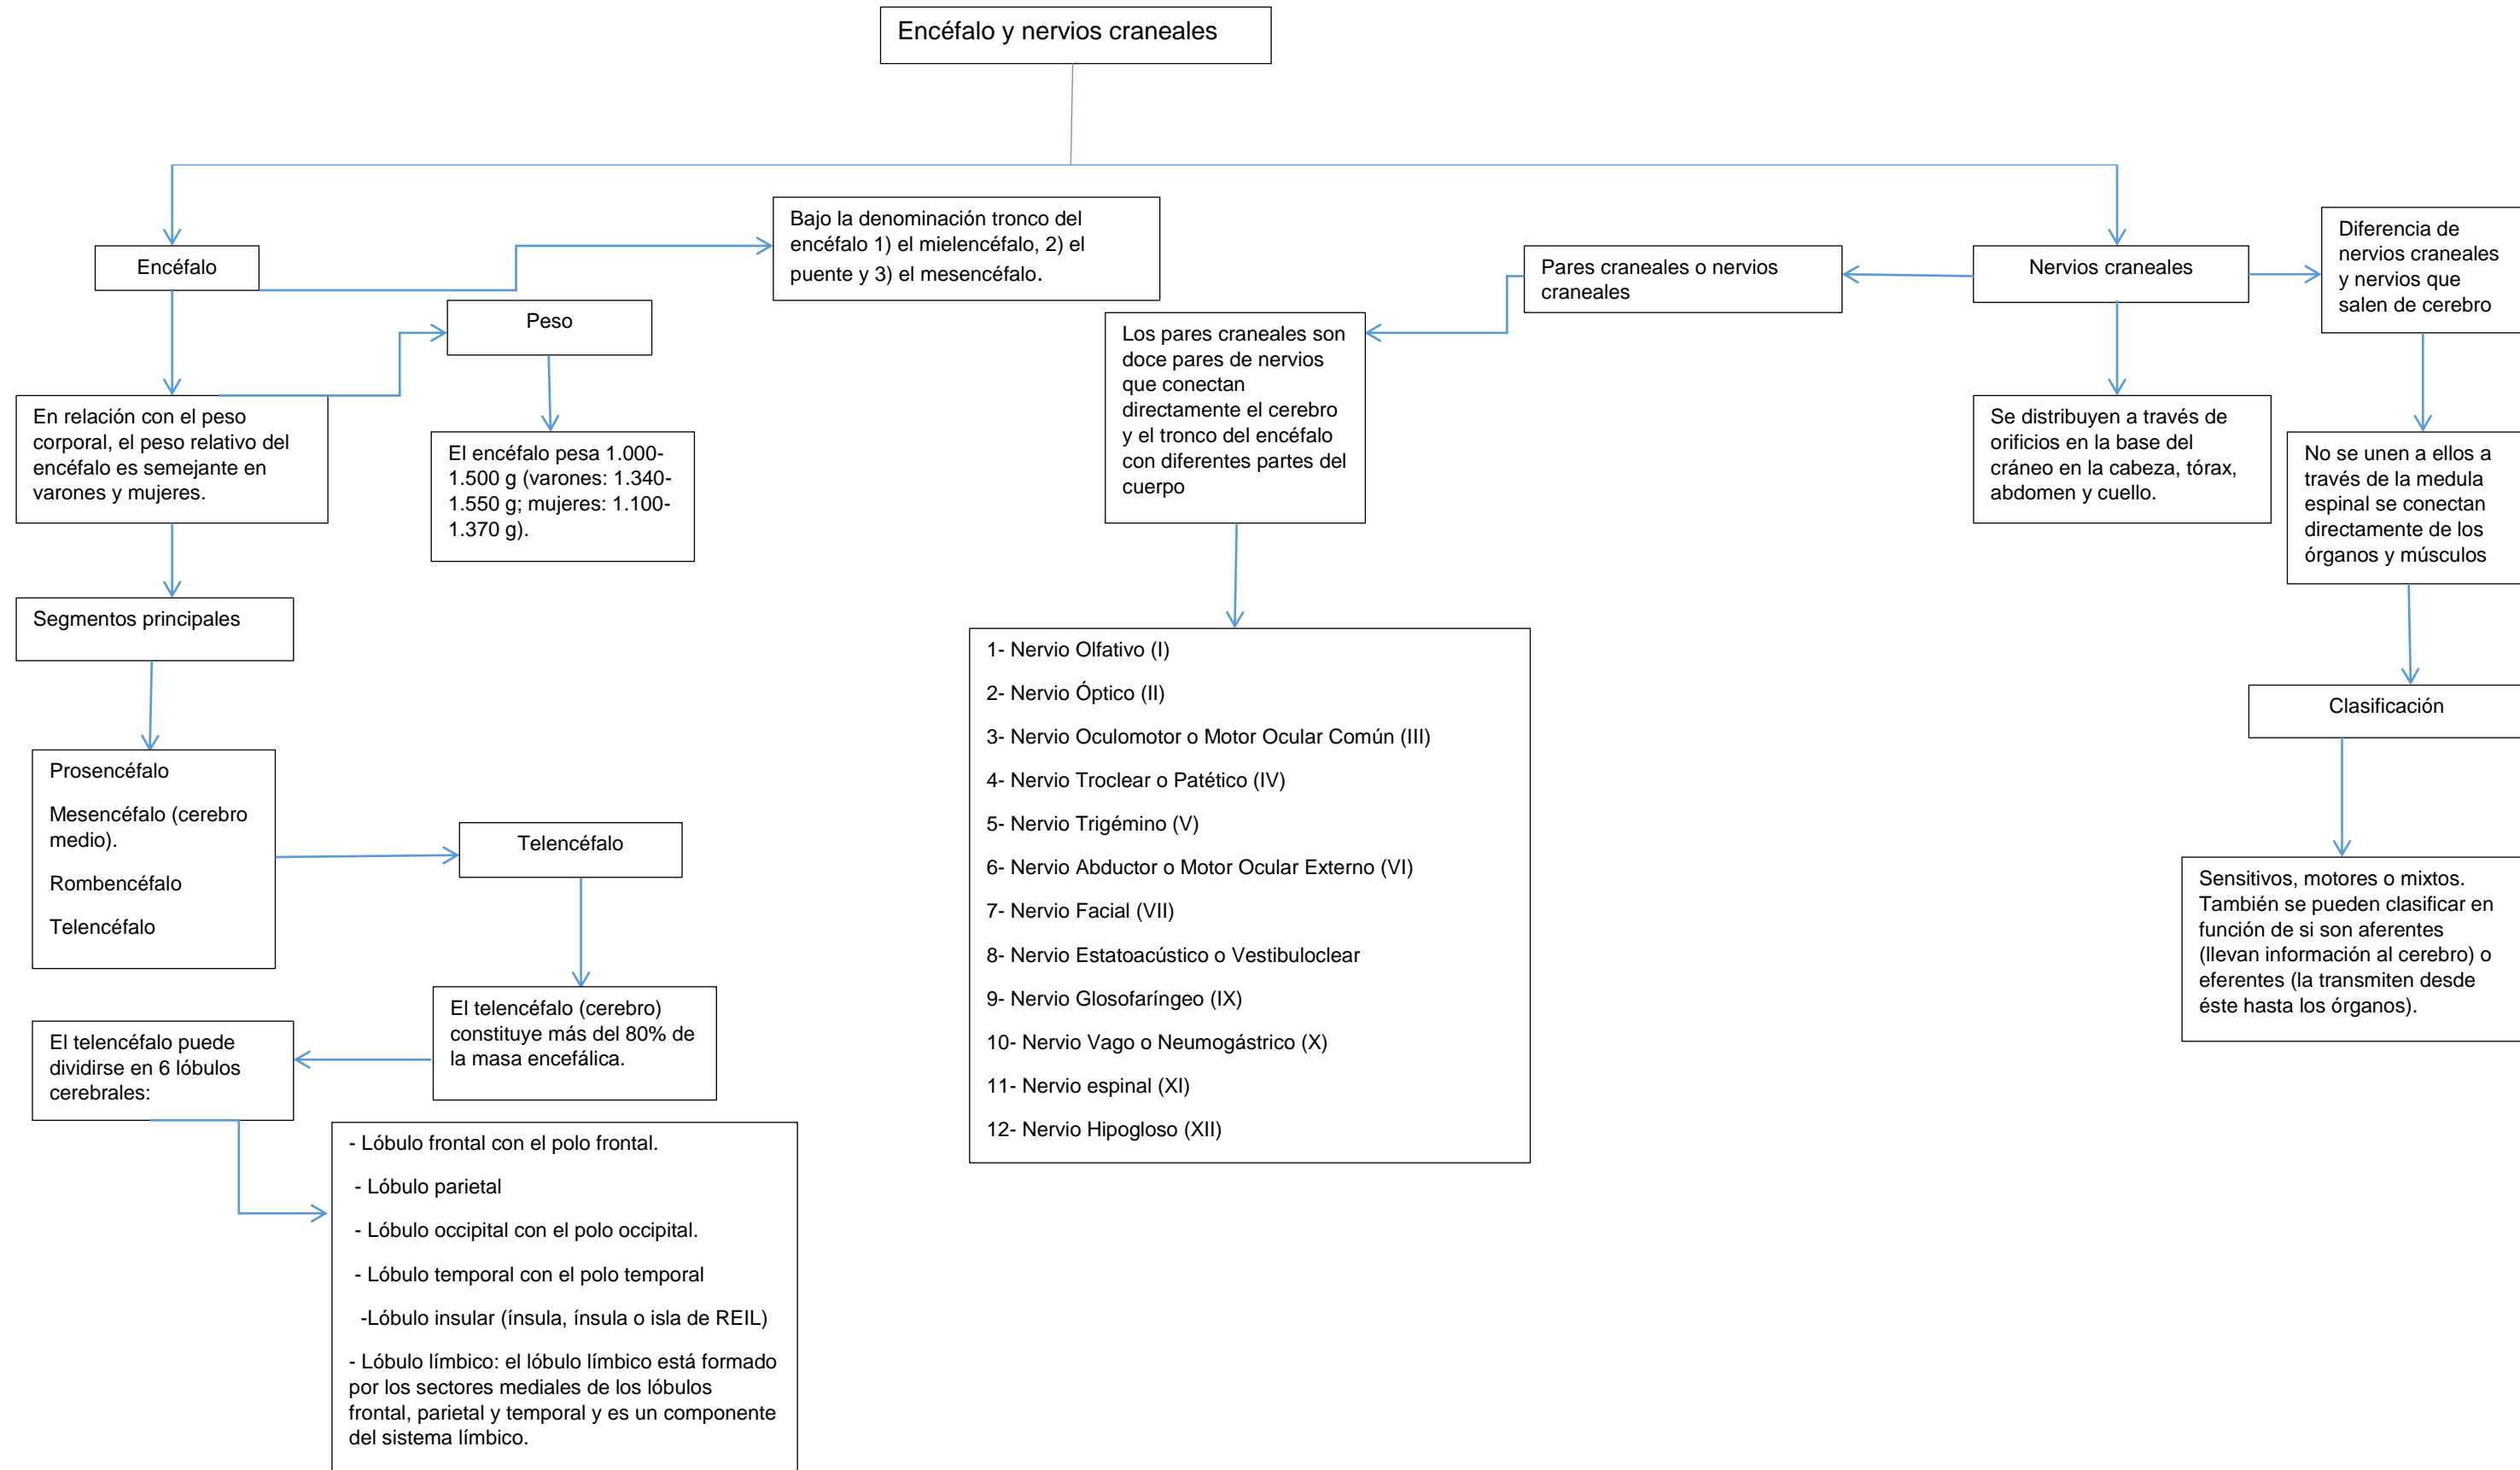 Encéfalo y nervios craneales
Encéfalo
Bajo la denominación tronco del
encéfalo 1) el mielencéfalo, 2) el
puente y 3) el mesencéfalo.
Peso
El encéfalo pesa 1.000-
1.500 g (varones: 1.340-
1.550 g; mujeres: 1.100-
1.370 g).
En relación con el peso
corporal, el peso relativo del
encéfalo es semejante en
varones y mujeres.
Segmentos principales
Prosencéfalo
Mesencéfalo (cerebro
medio).
Rombencéfalo
Telencéfalo
Telencéfalo
El telencéfalo (cerebro)
constituye más del 80% de
la masa encefálica.
El telencéfalo puede
dividirse en 6 lóbulos
cerebrales:
- Lóbulo frontal con el polo frontal.
- Lóbulo parietal
- Lóbulo occipital con el polo occipital.
- Lóbulo temporal con el polo temporal
-Lóbulo insular (ínsula, ínsula o isla de REIL)
- Lóbulo límbico: el lóbulo límbico está formado
por los sectores mediales de los lóbulos
frontal, parietal y temporal y es un componente
del sistema límbico.
Nervios craneales
Pares craneales o nervios
craneales
Los pares craneales son
doce pares de nervios
que conectan
directamente el cerebro
y el tronco del encéfalo
con diferentes partes del
cuerpo
1- Nervio Olfativo (I)
2- Nervio Óptico (II)
3- Nervio Oculomotor o Motor Ocular Común (III)
4- Nervio Troclear o Patético (IV)
5- Nervio Trigémino (V)
6- Nervio Abductor o Motor Ocular Externo (VI)
7- Nervio Facial (VII)
8- Nervio Estatoacústico o Vestibuloclear
9- Nervio Glosofaríngeo (IX)
10- Nervio Vago o Neumogástrico (X)
11- Nervio espinal (XI)
12- Nervio Hipogloso (XII)
Se distribuyen a través de
orificios en la base del
cráneo en la cabeza, tórax,
abdomen y cuello.
Diferencia de
nervios craneales
y nervios que
salen de cerebro
No se unen a ellos a
través de la medula
espinal se conectan
directamente de los
órganos y músculos
Clasificación
Sensitivos, motores o mixtos.
También se pueden clasificar en
función de si son aferentes
(llevan información al cerebro) o
eferentes (la transmiten desde
éste hasta los órganos).